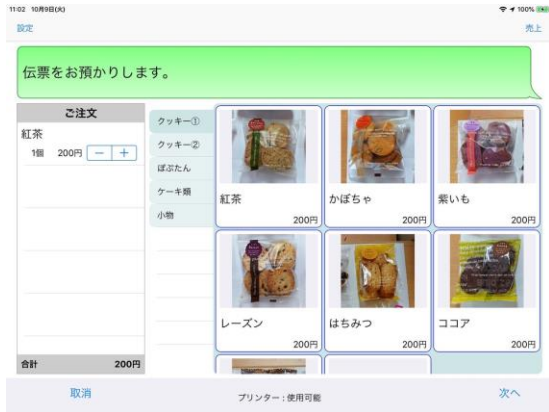 11:02 10月9日(火)
100%
設定
売上
伝票をお預かりします。
ご注文
紅茶
1個 200円 − +
合計 200円
クッキー①
クッキー②
ぽぷたん
ケーキ類
小物
紅茶
200円
かぼちゃ
200円
紫いも
200円
レーズン
200円
はちみつ
200円
ココア
200円
取消
プリンター : 使用可能
次へ